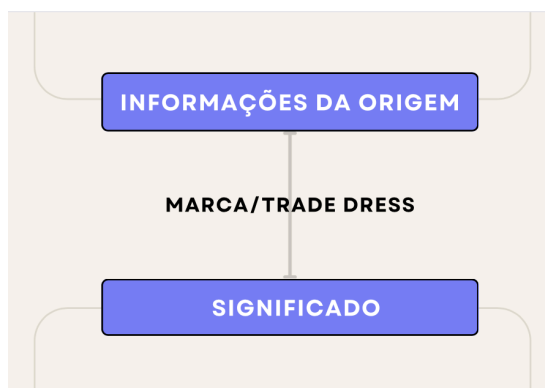 INFORMAÇÕES DA ORIGEM
MARCA/TRADE DRESS
SIGNIFICADO